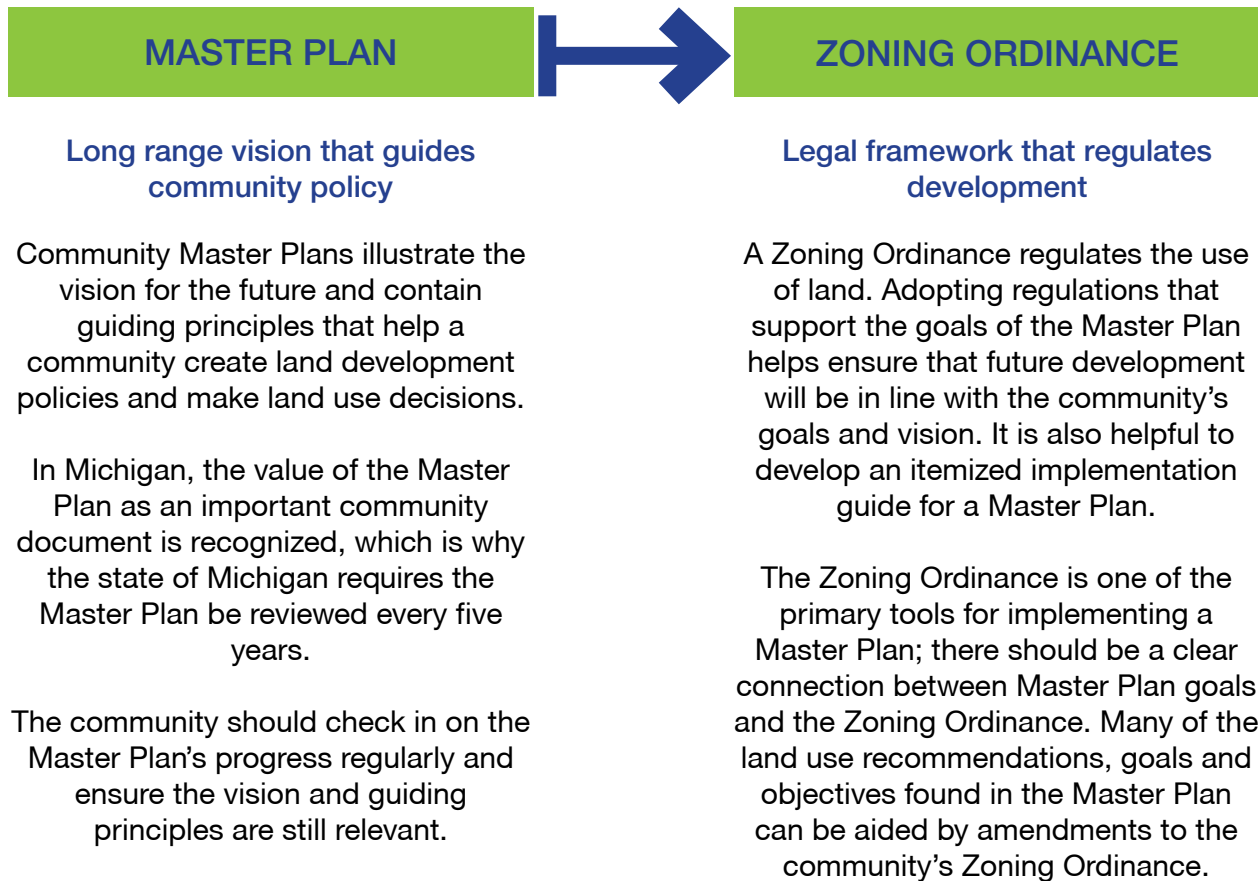 MASTER PLAN
Long range vision that guides
community policy
Community Master Plans illustrate the
vision for the future and contain
guiding principles that help a
community create land development
policies and make land use decisions.
In Michigan, the value of the Master
Plan as an important community
document is recognized, which is why
the state of Michigan requires the
Master Plan be reviewed every five
years.
The community should check in on the
Master Plan’s progress regularly and
ensure the vision and guiding
principles are still relevant.
ZONING ORDINANCE
Legal framework that regulates
development
A Zoning Ordinance regulates the use
of land. Adopting regulations that
support the goals of the Master Plan
helps ensure that future development
will be in line with the community’s
goals and vision. It is also helpful to
develop an itemized implementation
guide for a Master Plan.
The Zoning Ordinance is one of the
primary tools for implementing a
Master Plan; there should be a clear
connection between Master Plan goals
and the Zoning Ordinance. Many of the
land use recommendations, goals and
objectives found in the Master Plan
can be aided by amendments to the
community’s Zoning Ordinance.